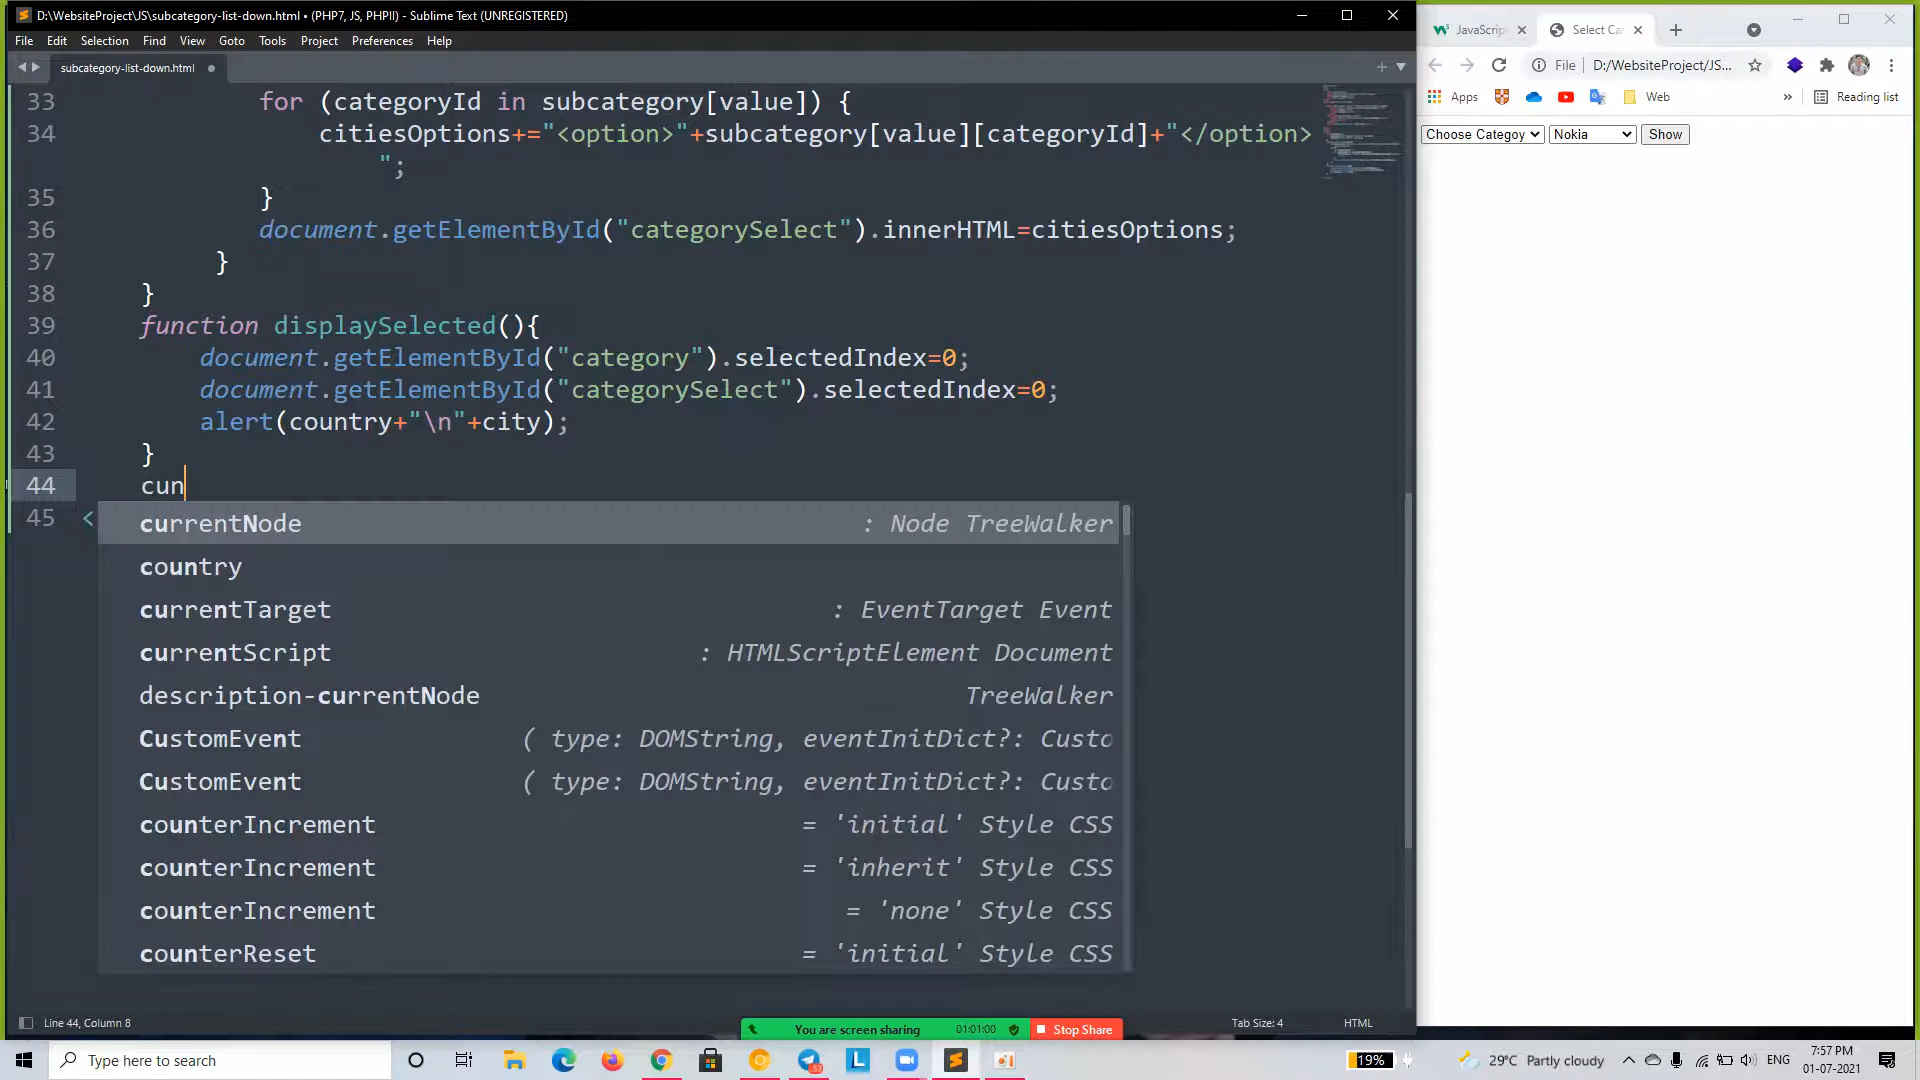 D:\WebsiteProject\JS\subcategory-list-down.html • (PHP7, JS, PHPII) - Sublime Text (UNREGISTERED)
File Edit Selection Find View Goto Tools Project Preferences Help
subcategory-list-down.html
33 for (categoryId in subcategory[value]) {
34 citiesOptions+="<option>"+subcategory[value][categoryId]+"</option>
";
35 }
36 document.getElementById("categorySelect").innerHTML=citiesOptions;
37 }
38 }
39 function displaySelected(){
40 document.getElementById("category").selectedIndex=0;
41 document.getElementById("categorySelect").selectedIndex=0;
42 alert(country+"\n"+city);
43 }
44 cun
45 <
currentNode : Node TreeWalker
country
currentTarget : EventTarget Event
currentScript : HTMLScriptElement Document
description-currentNode TreeWalker
CustomEvent ( type: DOMString, eventInitDict?: Custo
CustomEvent ( type: DOMString, eventInitDict?: Custo
counterIncrement = 'initial' Style CSS
counterIncrement = 'inherit' Style CSS
counterIncrement = 'none' Style CSS
counterReset = 'initial' Style CSS
Line 44, Column 8
Tab Size: 4 HTML
You are screen sharing 01:01:00 Stop Share
JavaScrip Select Ca
File D:/WebsiteProject/JS...
Apps Web » Reading list
Choose Categoy Nokia Show
Type here to search
19% 29°C Partly cloudy ENG 7:57 PM
01-07-2021